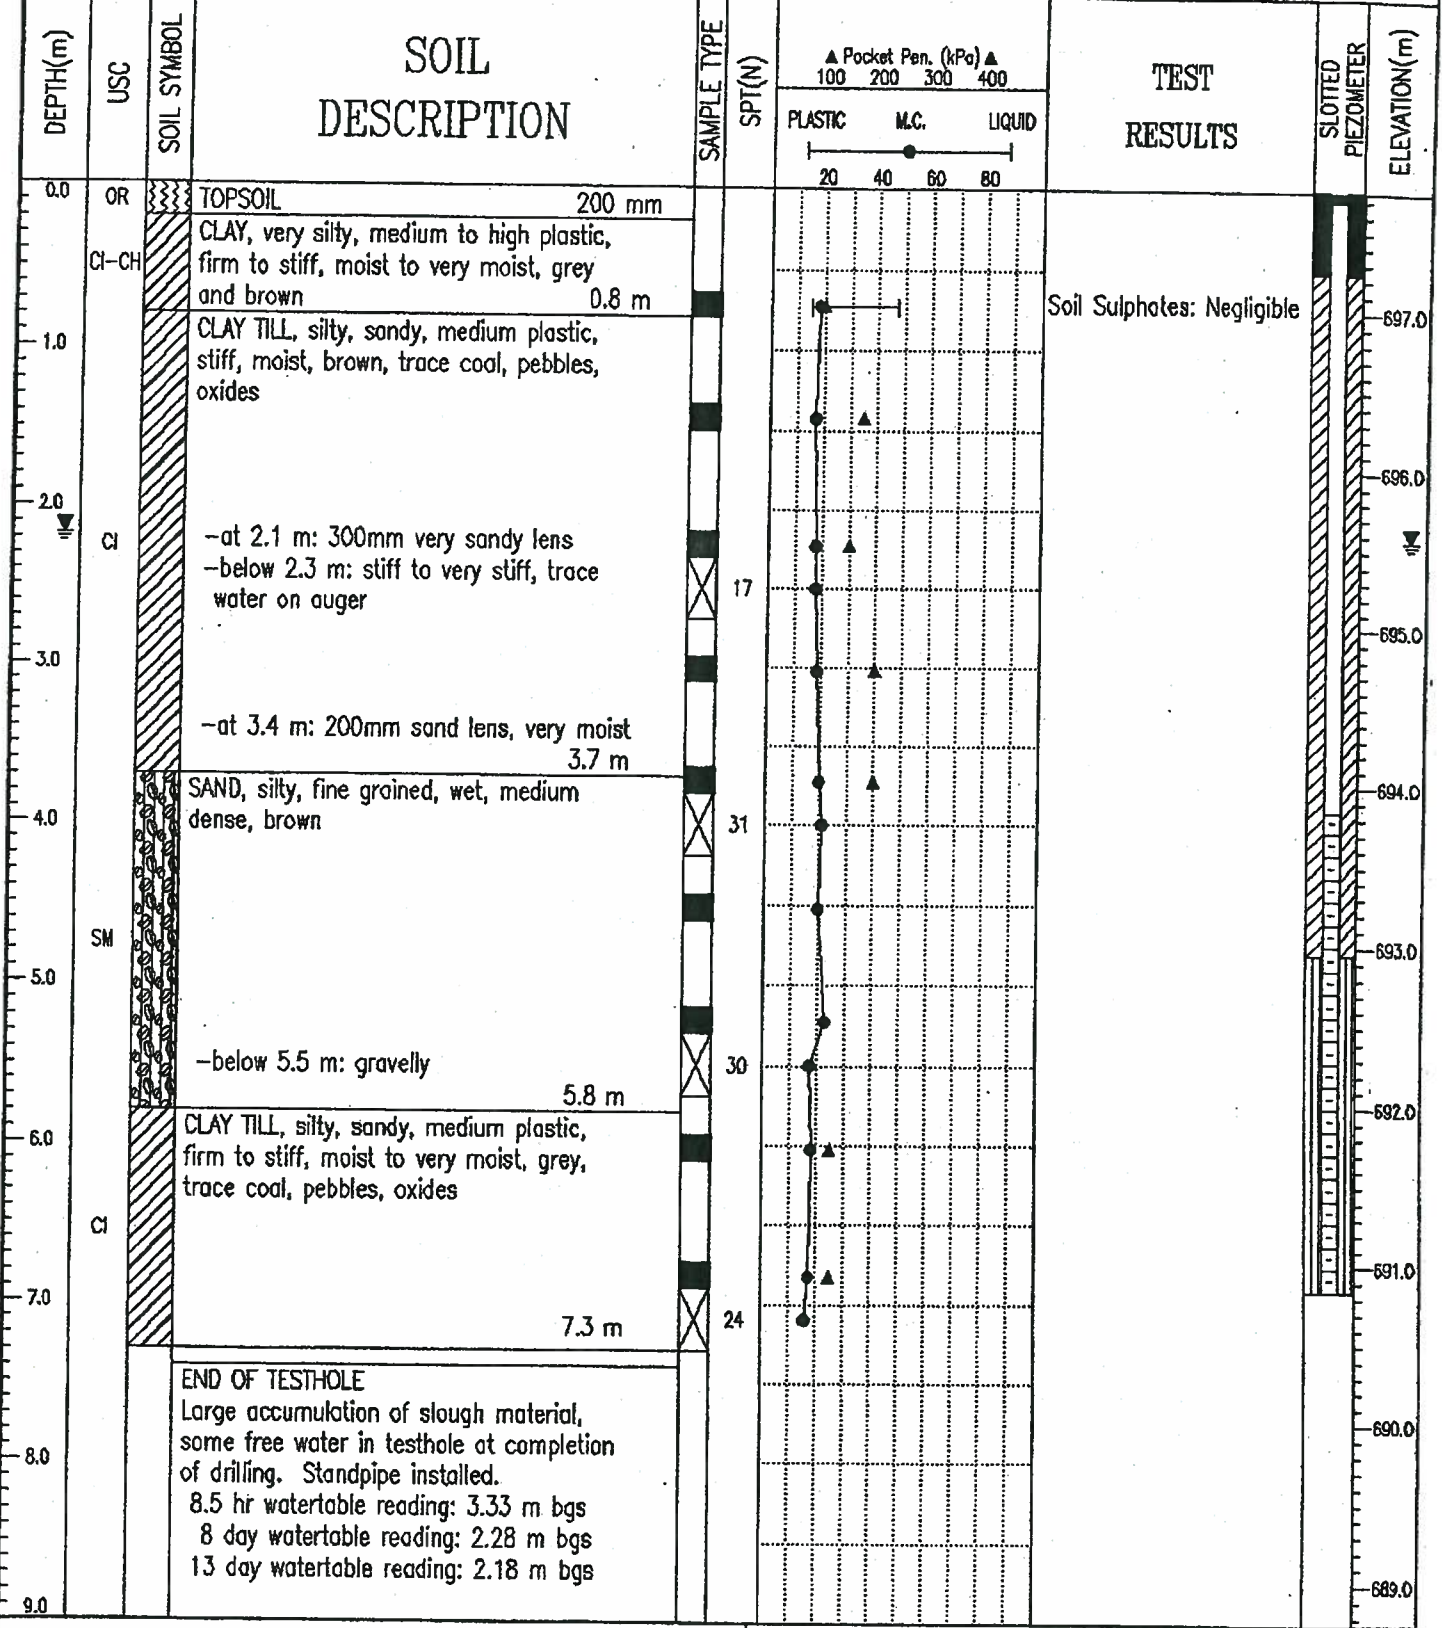 DEPTH(m)
USC
SOIL SYMBOL
SOIL
DESCRIPTION
SAMPLE TYPE
SPT(N)
▲ Pocket Pen. (kPa) ▲
100 200 300 400
PLASTIC M.C. LIQUID
20 40 60 80
TEST
RESULTS
SLOTTED
PIEZOMETER
ELEVATION(m)
0.0
OR
TOPSOIL 200 mm
CI-CH
CLAY, very silty, medium to high plastic,
firm to stiff, moist to very moist, grey
and brown 0.8 m
Soil Sulphates: Negligible
697.0
1.0
CLAY TILL, silty, sandy, medium plastic,
stiff, moist, brown, trace coal, pebbles,
oxides
696.0
2.0
CI
-at 2.1 m: 300mm very sandy lens
-below 2.3 m: stiff to very stiff, trace
water on auger
17
695.0
3.0
-at 3.4 m: 200mm sand lens, very moist
3.7 m
SAND, silty, fine grained, wet, medium
dense, brown
694.0
4.0
31
SM
693.0
5.0
-below 5.5 m: gravelly
30
5.8 m
692.0
CLAY TILL, silty, sandy, medium plastic,
firm to stiff, moist to very moist, grey,
trace coal, pebbles, oxides
6.0
CI
691.0
7.0
7.3 m
24
END OF TESTHOLE
Large accumulation of slough material,
some free water in testhole at completion
of drilling. Standpipe installed.
8.5 hr watertable reading: 3.33 m bgs
8 day watertable reading: 2.28 m bgs
13 day watertable reading: 2.18 m bgs
690.0
8.0
689.0
9.0